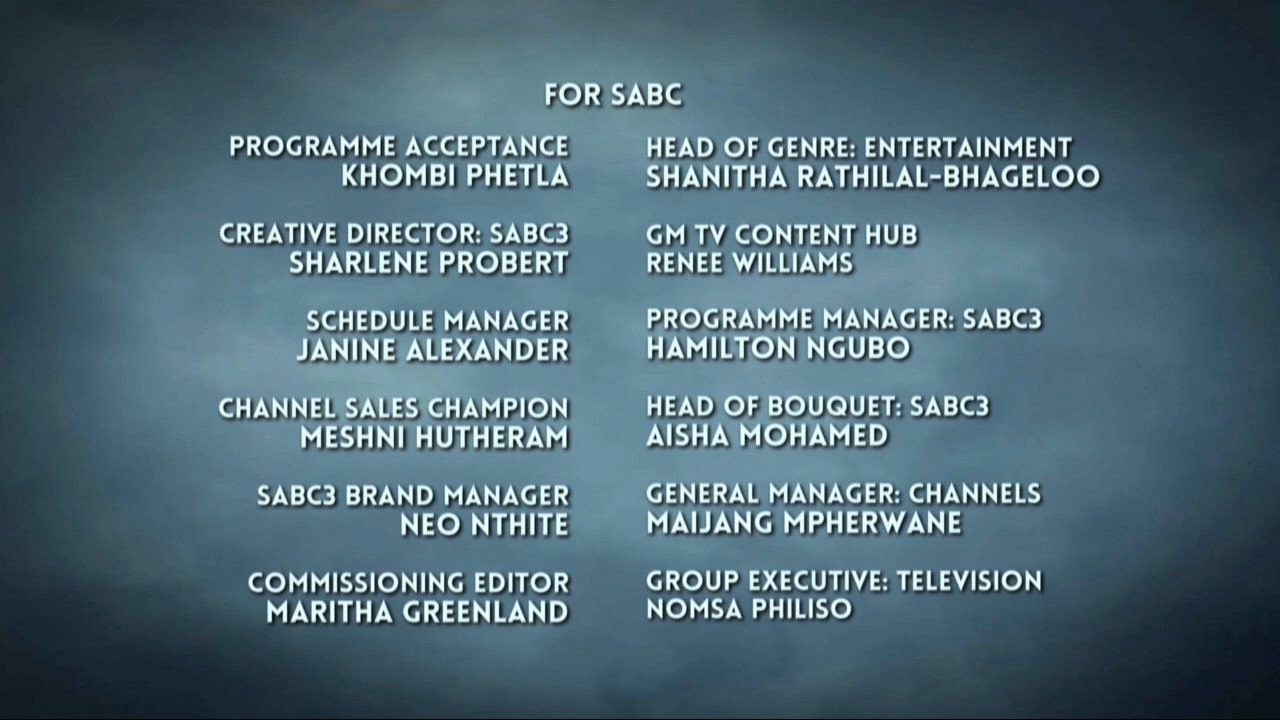 FOR SABC
PROGRAMME ACCEPTANCE
KHOMBI PHETLA
CREATIVE DIRECTOR: SABC3
SHARLENE PROBERT
SCHEDULE MANAGER
JANINE ALEXANDER
CHANNEL SALES CHAMPION
MESHNI HUTHERAM
SABC3 BRAND MANAGER
NEO NTHITE
COMMISSIONING EDITOR
MARITHA GREENLAND
HEAD OF GENRE: ENTERTAINMENT
SHANITHA RATHILAL-BHAGELOO
GM TV CONTENT HUB
RENEE WILLIAMS
PROGRAMME MANAGER: SABC3
HAMILTON NGUBO
HEAD OF BOUQUET: SABC3
AISHA MOHAMED
GENERAL MANAGER: CHANNELS
MAIJANG MPHERWANE
GROUP EXECUTIVE: TELEVISION
NOMSA PHILISO